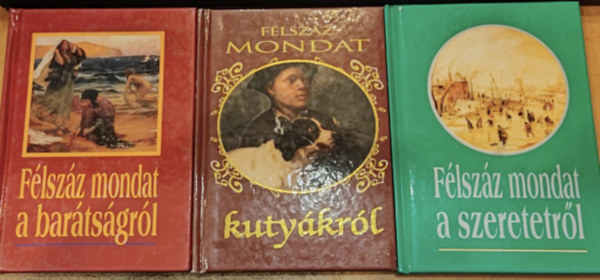 Félszáz mondat
a barátságról
FÉLSZÁZ
MONDAT
kutyákról
Félszáz mondat
a szeretetről